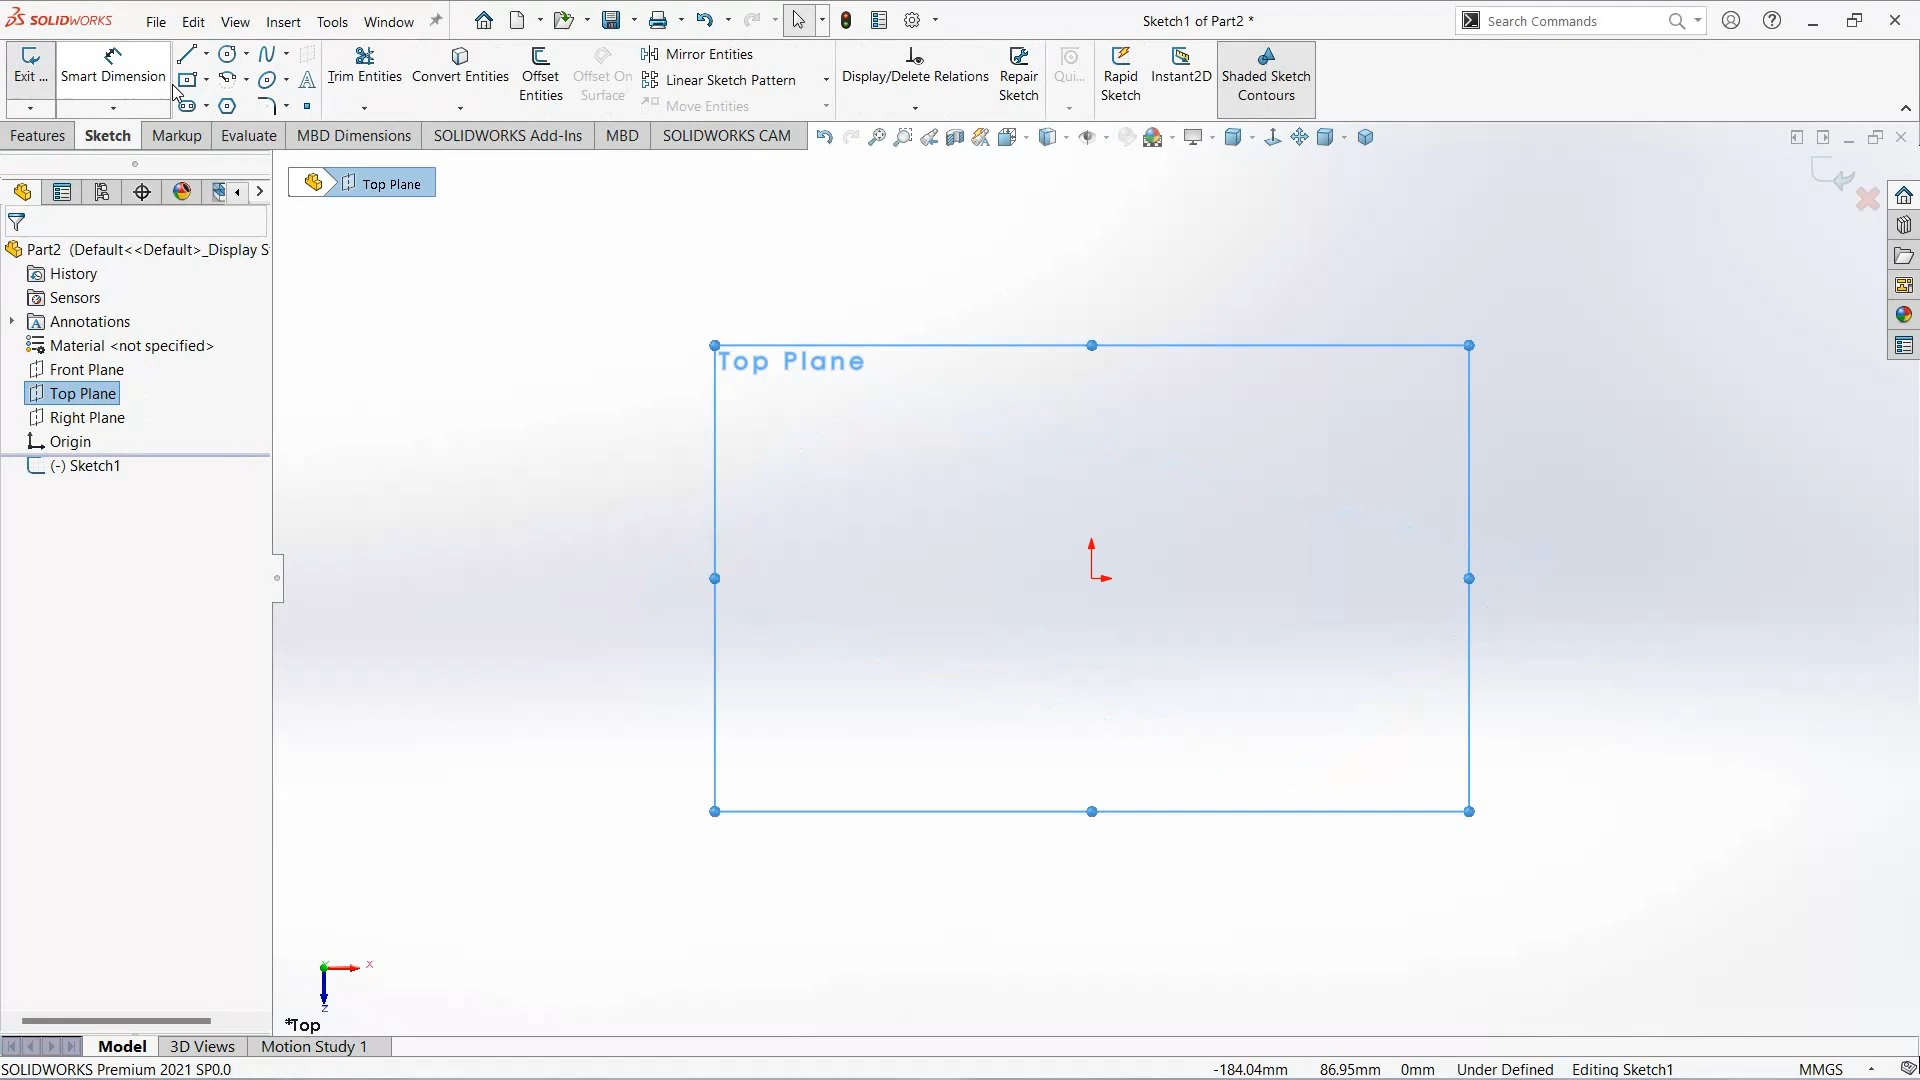 SOLIDWORKS File Edit View Insert Tools Window Sketch1 of Part2 * Search Commands
Exit ... Smart Dimension Trim Entities Convert Entities Offset Entities Offset On Surface Mirror Entities Linear Sketch Pattern Move Entities Display/Delete Relations Repair Sketch Qui... Rapid Sketch Instant2D Shaded Sketch Contours
Features Sketch Markup Evaluate MBD Dimensions SOLIDWORKS Add-Ins MBD SOLIDWORKS CAM
Top Plane
Part2 (Default<<Default>_Display S
History
Sensors
Annotations
Material <not specified>
Front Plane
Top Plane
Right Plane
Origin
(-) Sketch1
Top Plane
X
Y
Z
*Top
Model 3D Views Motion Study 1
SOLIDWORKS Premium 2021 SP0.0 -184.04mm 86.95mm 0mm Under Defined Editing Sketch1 MMGS